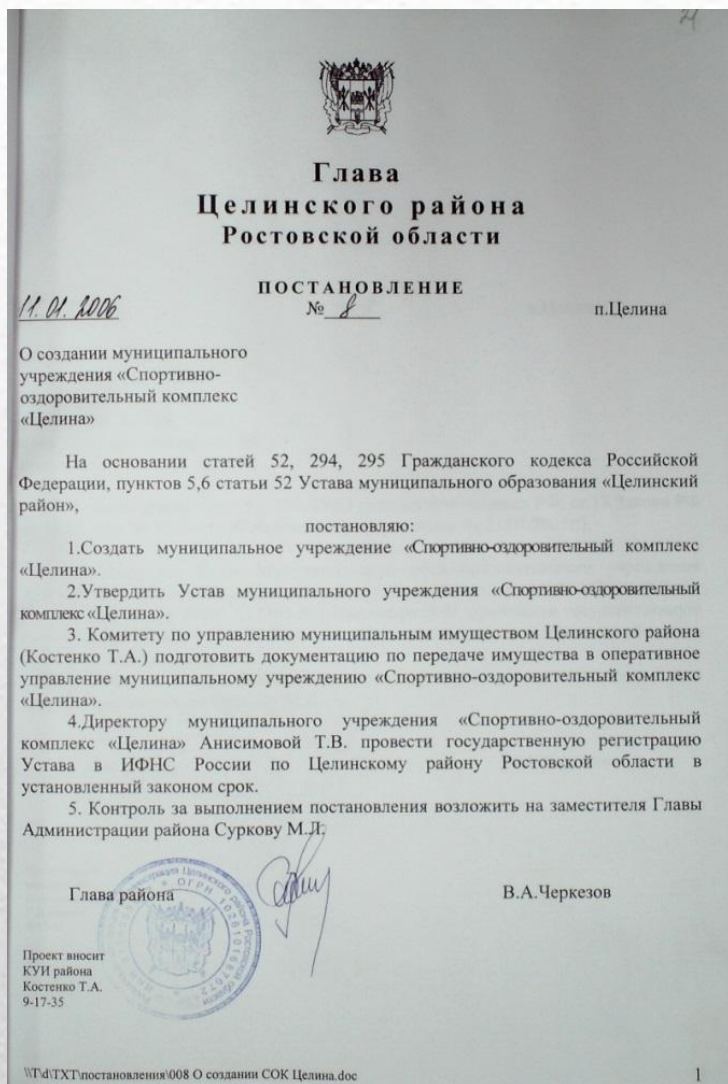 21
Глава
Целинского района
Ростовской области
ПОСТАНОВЛЕНИЕ
11.01.2006 № 8 п.Целина
О создании муниципального
учреждения «Спортивно-
оздоровительный комплекс
«Целина»
На основании статей 52, 294, 295 Гражданского кодекса Российской
Федерации, пунктов 5,6 статьи 52 Устава муниципального образования «Целинский
район»,
постановляю:
1.Создать муниципальное учреждение «Спортивно-оздоровительный комплекс
«Целина».
2.Утвердить Устав муниципального учреждения «Спортивно-оздоровительный
комплекс «Целина».
3. Комитету по управлению муниципальным имуществом Целинского района
(Костенко Т.А.) подготовить документацию по передаче имущества в оперативное
управление муниципальному учреждению «Спортивно-оздоровительный комплекс
«Целина».
4.Директору муниципального учреждения «Спортивно-оздоровительный
комплекс «Целина» Анисимовой Т.В. провести государственную регистрацию
Устава в ИФНС России по Целинскому району Ростовской области в
установленный законом срок.
5. Контроль за выполнением постановления возложить на заместителя Главы
Администрации района Суркову М.Л.
Глава района В.А.Черкезов
Администрация Целинского района Ростовской области
ОГРН
Проект вносит
КУИ района
Костенко Т.А.
9-17-35
\\T\d\TXT\постановления\008 О создании СОК Целина.doc 1